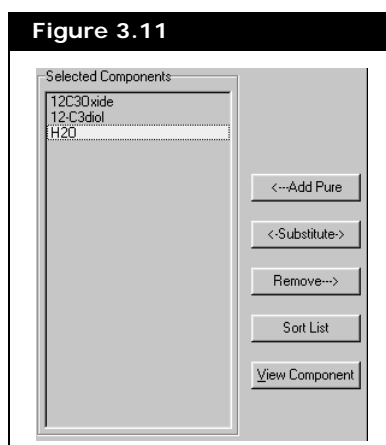 Figure 3.11
Selected Components
12C3Oxide
12-C3diol
H2O
<---Add Pure
<-Substitute->
Remove--->
Sort List
View Component